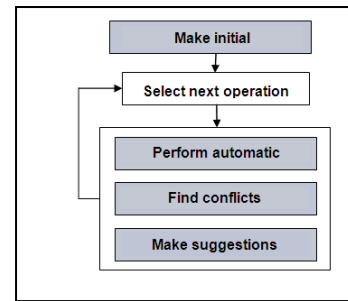 Make initial
Select next operation
Perform automatic
Find conflicts
Make suggestions